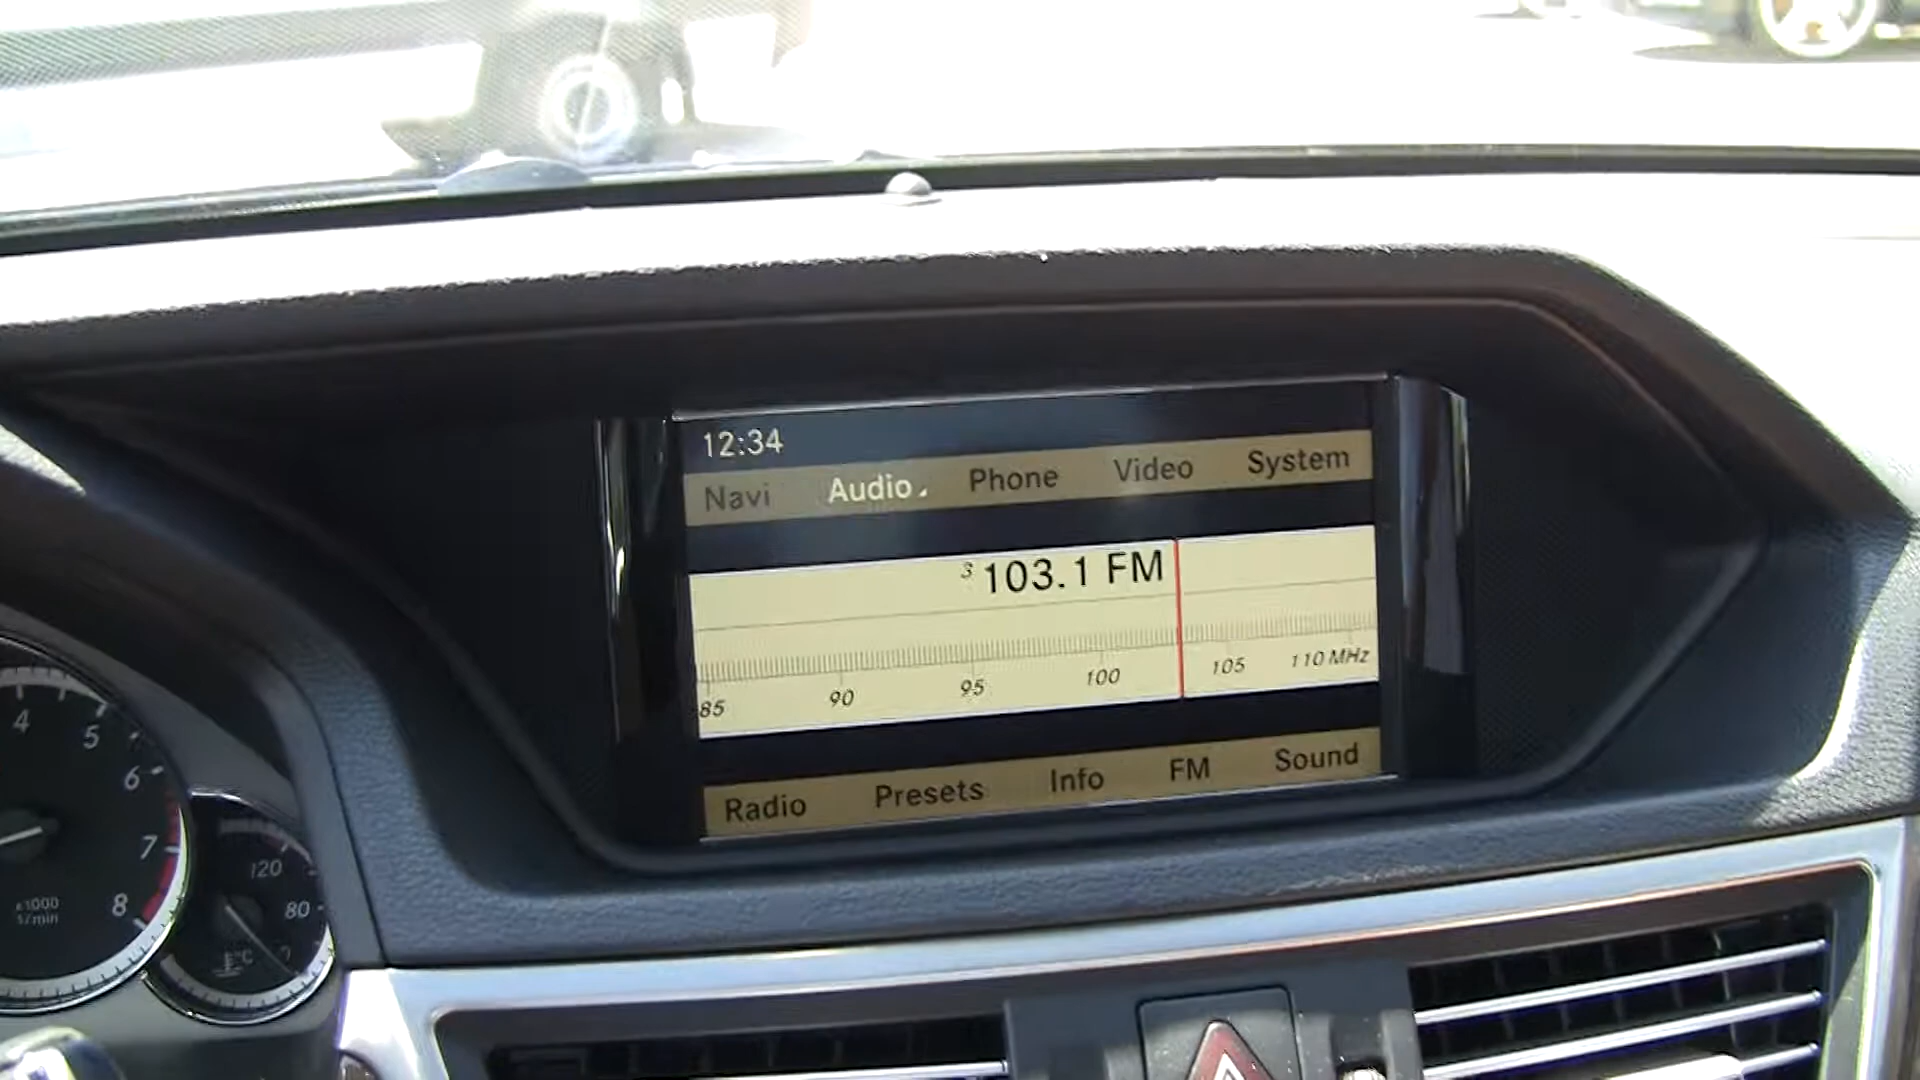 12:34
Navi Audio Phone Video System
3 103.1 FM
85 90 95 100 105 110 MHz
Radio Presets Info FM Sound
4 5 6 7 8
x1000
1/min
120
80
°C